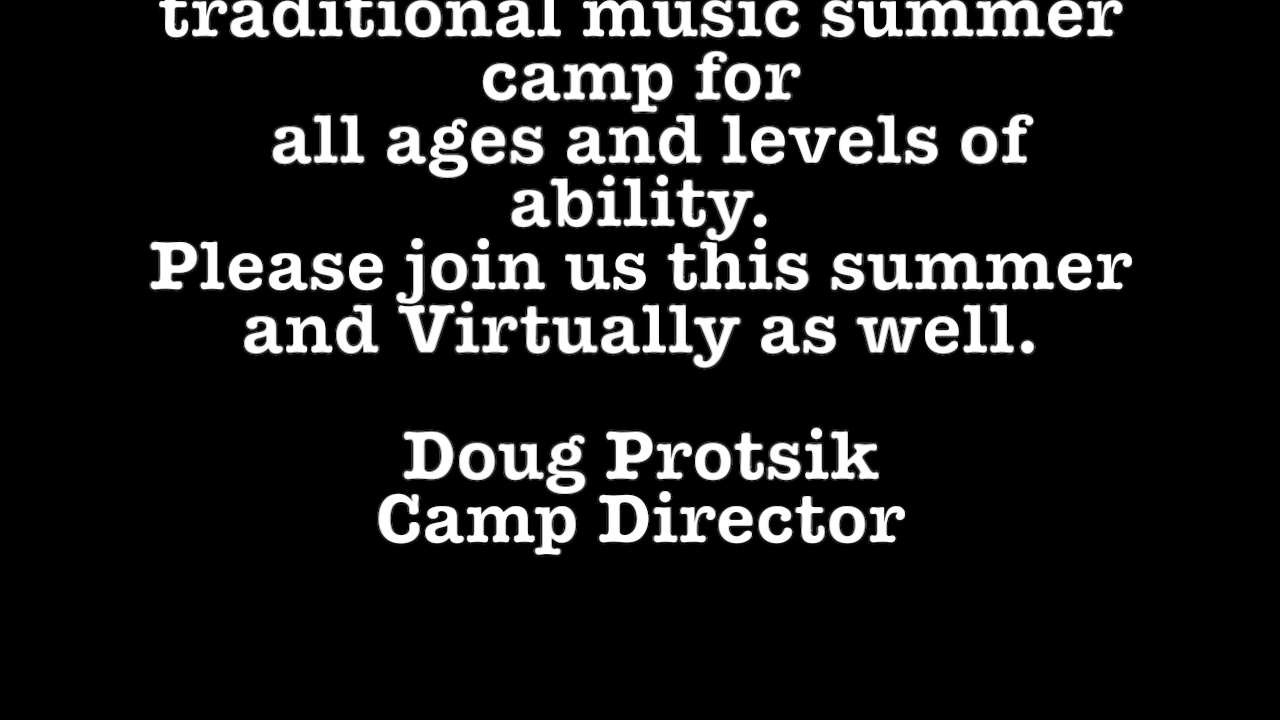 traditional music summer
camp for
all ages and levels of
ability.
Please join us this summer
and Virtually as well.
Doug Protsik
Camp Director